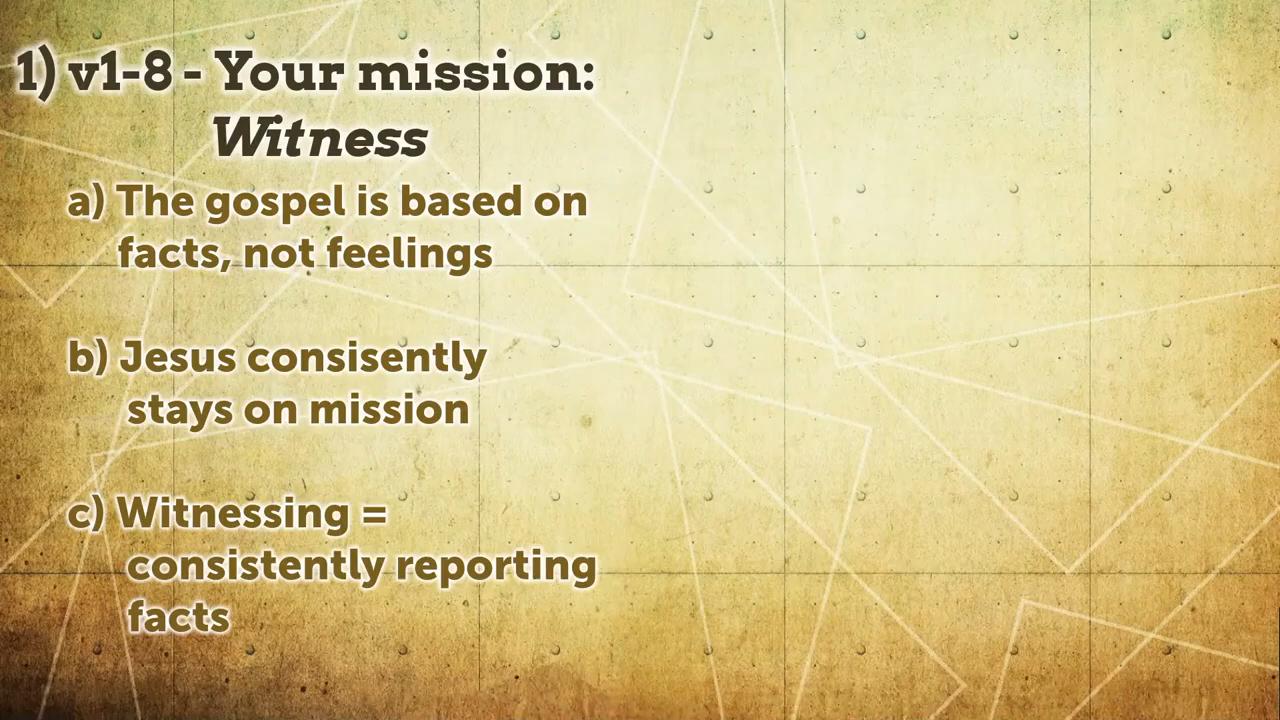 1) v1-8 - Your mission:
Witness
a) The gospel is based on
facts, not feelings
b) Jesus consisently
stays on mission
c) Witnessing =
consistently reporting
facts